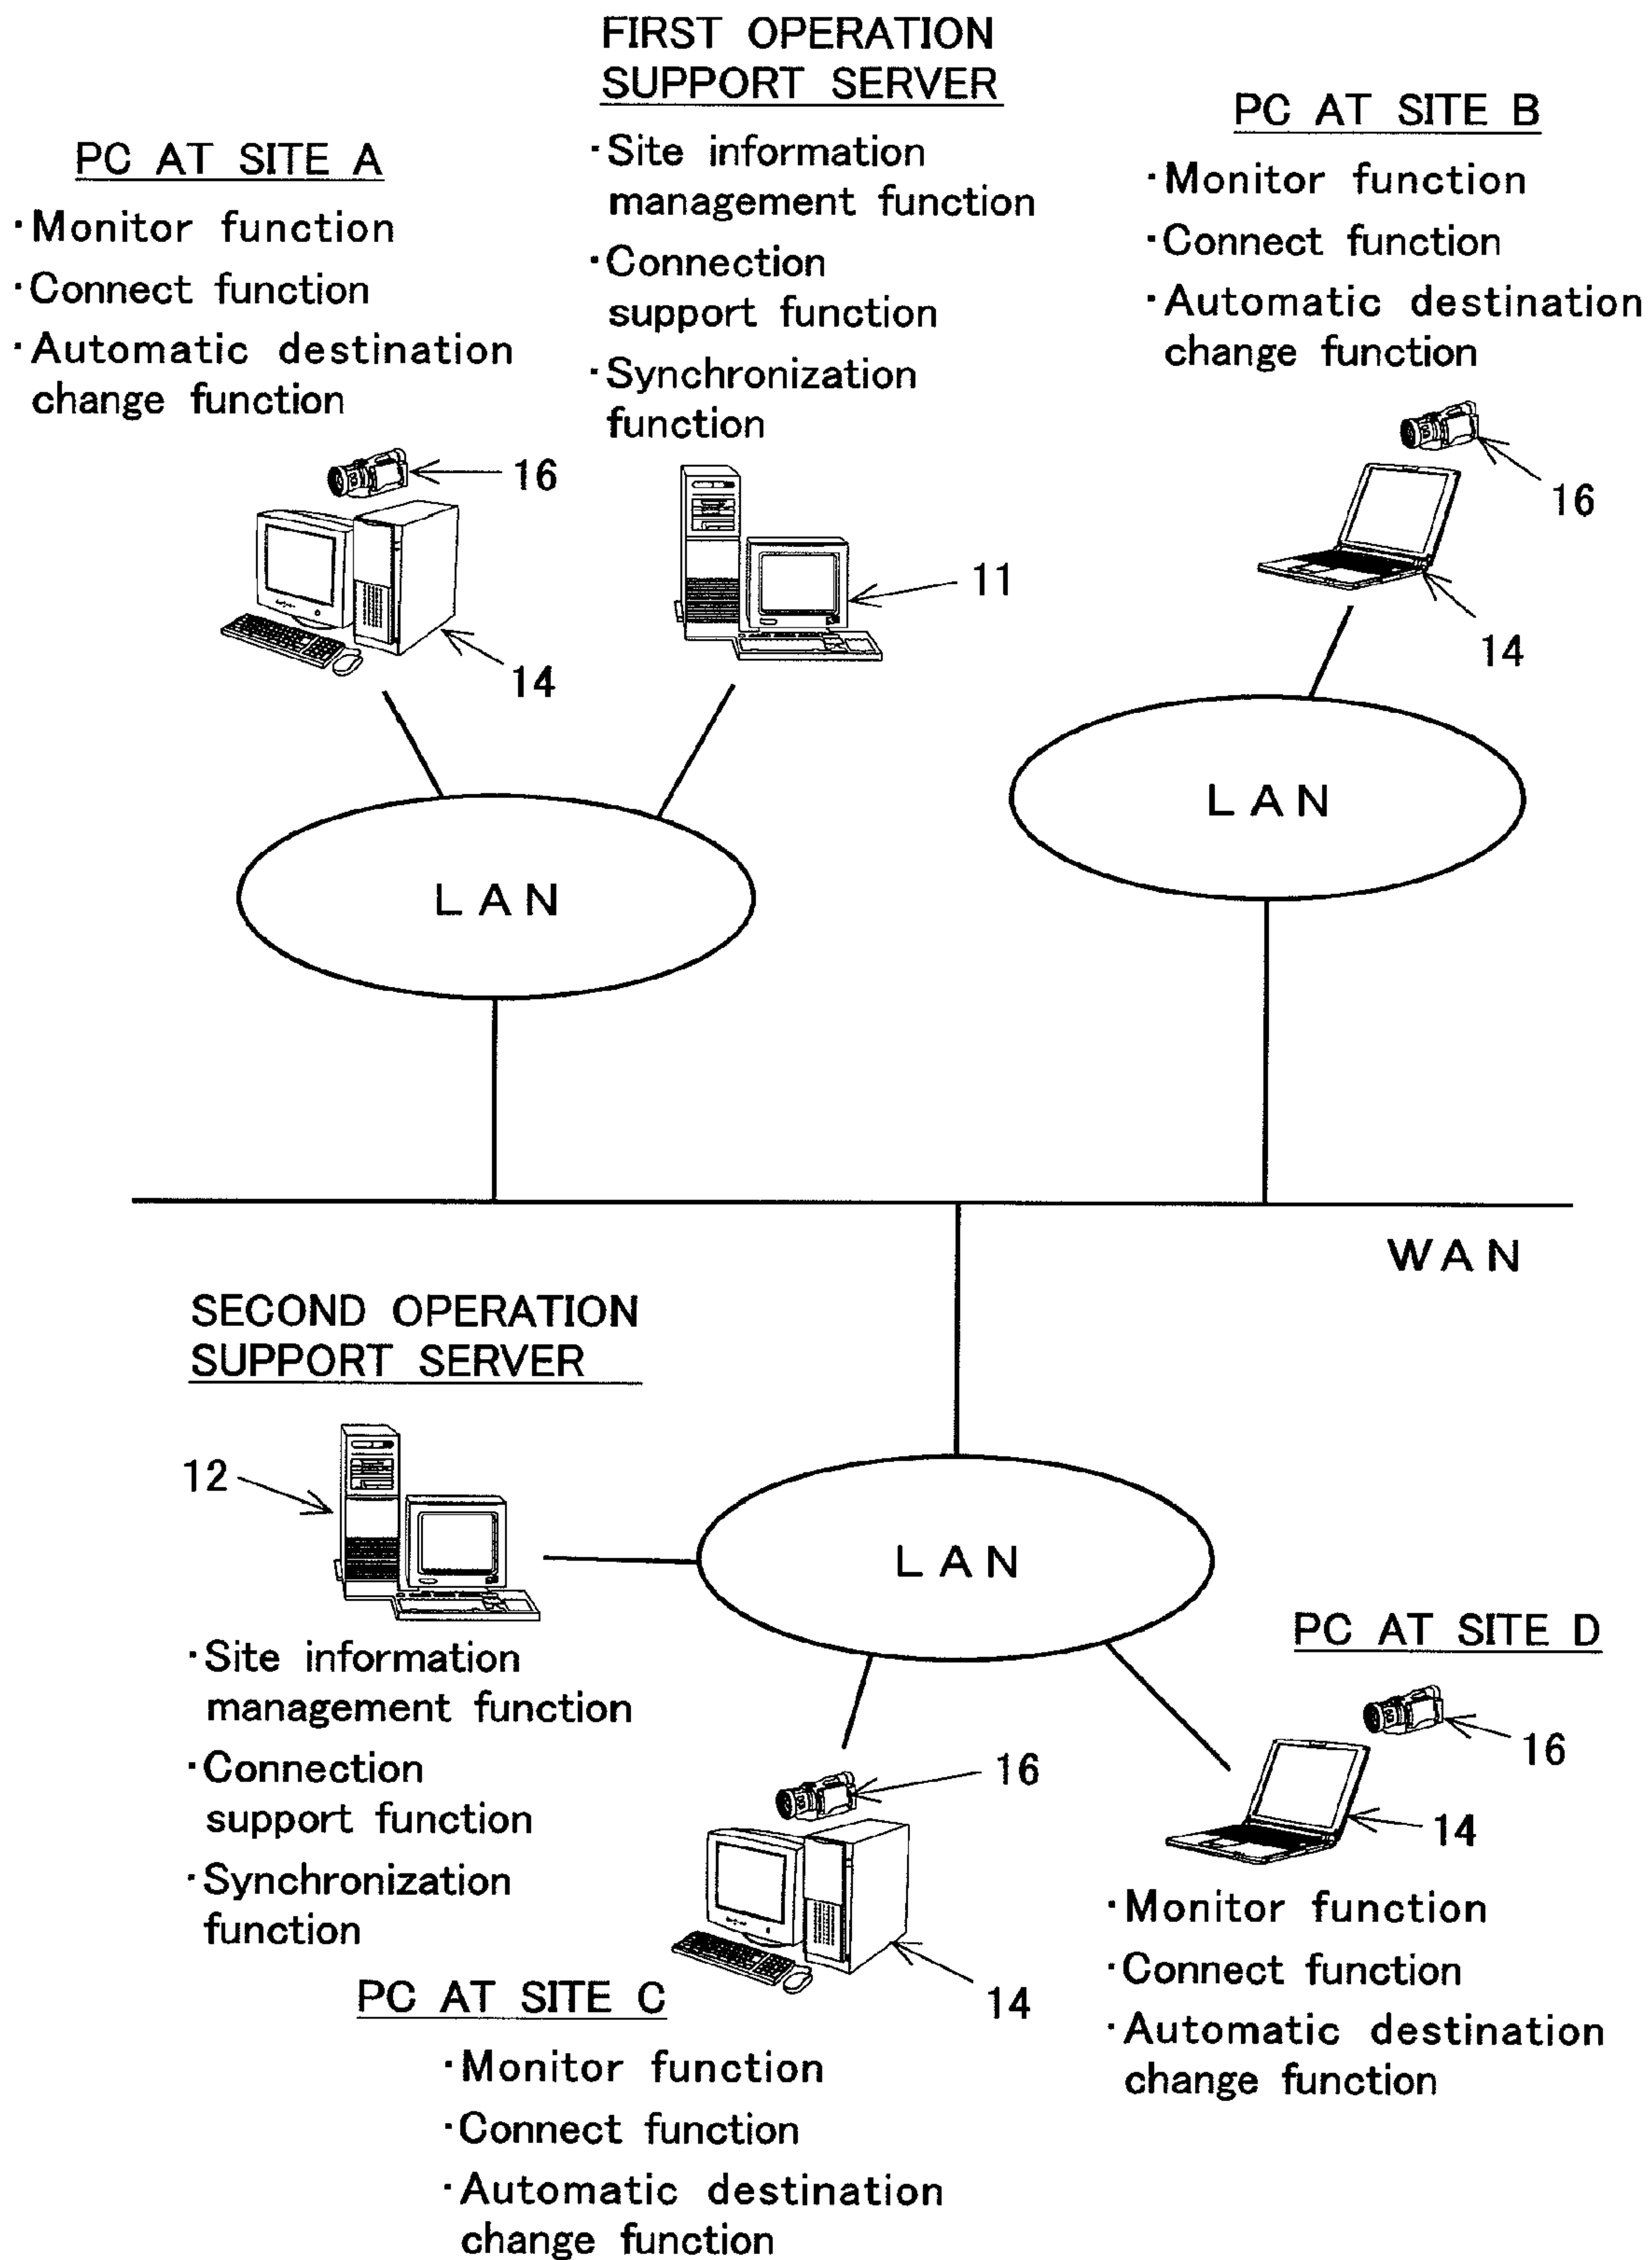 FIRST OPERATION
SUPPORT SERVER
・Site information
management function
・Connection
support function
・Synchronization
function
PC AT SITE A
・Monitor function
・Connect function
・Automatic destination
change function
PC AT SITE B
・Monitor function
・Connect function
・Automatic destination
change function
16
14
11
16
14
LAN
LAN
WAN
SECOND OPERATION
SUPPORT SERVER
12
LAN
・Site information
management function
・Connection
support function
・Synchronization
function
PC AT SITE D
16
14
・Monitor function
・Connect function
・Automatic destination
change function
16
14
PC AT SITE C
・Monitor function
・Connect function
・Automatic destination
change function